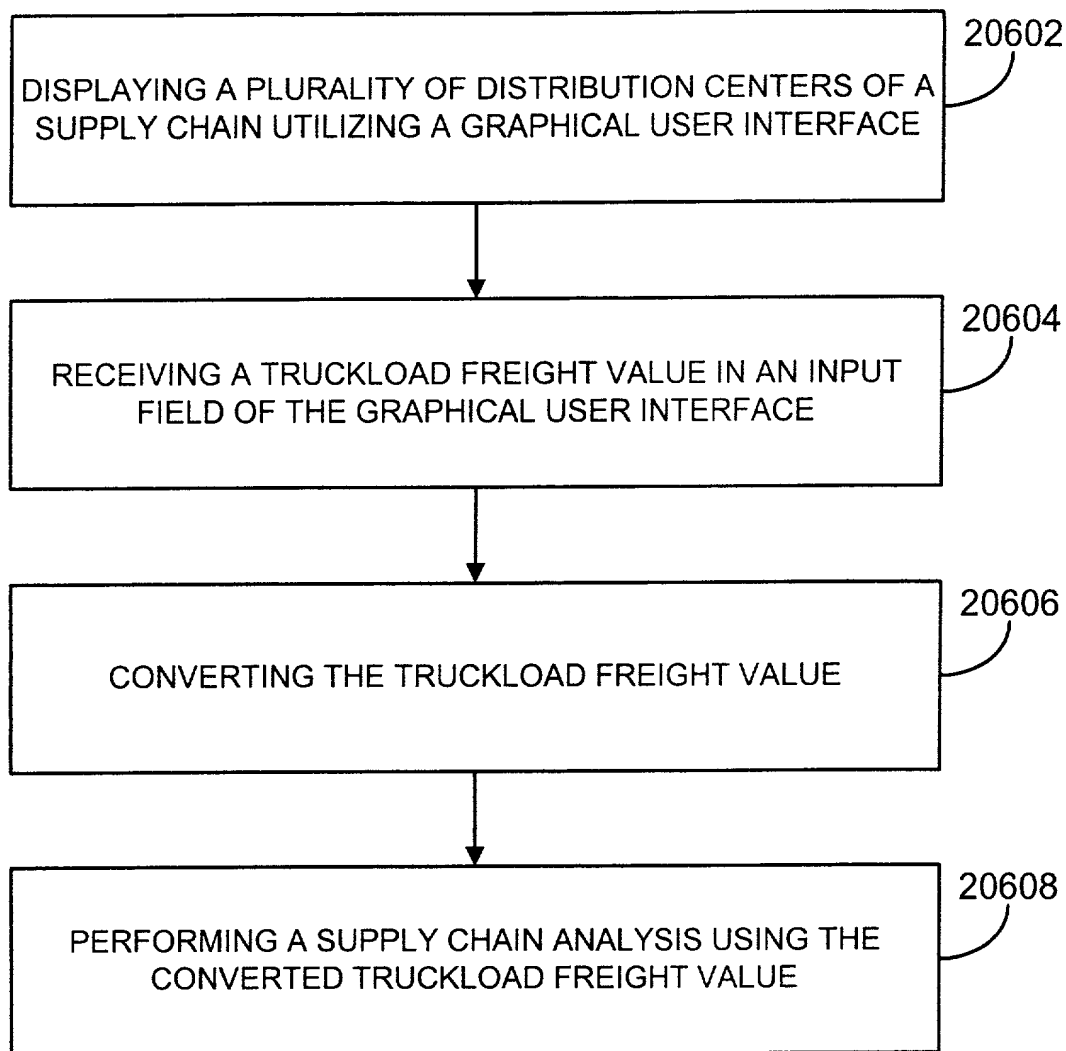 20602
DISPLAYING A PLURALITY OF DISTRIBUTION CENTERS OF A
SUPPLY CHAIN UTILIZING A GRAPHICAL USER INTERFACE
20604
RECEIVING A TRUCKLOAD FREIGHT VALUE IN AN INPUT
FIELD OF THE GRAPHICAL USER INTERFACE
20606
CONVERTING THE TRUCKLOAD FREIGHT VALUE
20608
PERFORMING A SUPPLY CHAIN ANALYSIS USING THE
CONVERTED TRUCKLOAD FREIGHT VALUE